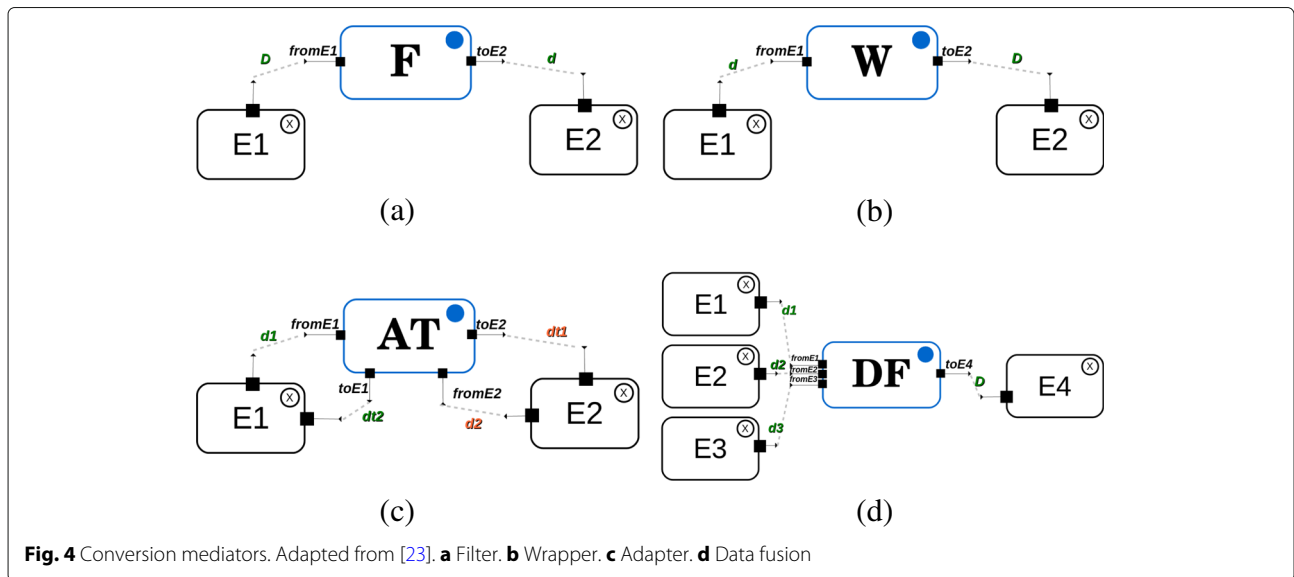 D fromE1 F toE2 d
E1 X E2 X
(a)
d fromE1 W toE2 D
E1 X E2 X
(b)
d1 fromE1 AT toE2 dt1
toE1 fromE2
E1 X dt2 d2 E2 X
(c)
E1 X d1
E2 X d2 fromE1 fromE2 fromE3 DF toE4 D E4 X
E3 X d3
(d)
Fig. 4 Conversion mediators. Adapted from [23]. a Filter. b Wrapper. c Adapter. d Data fusion